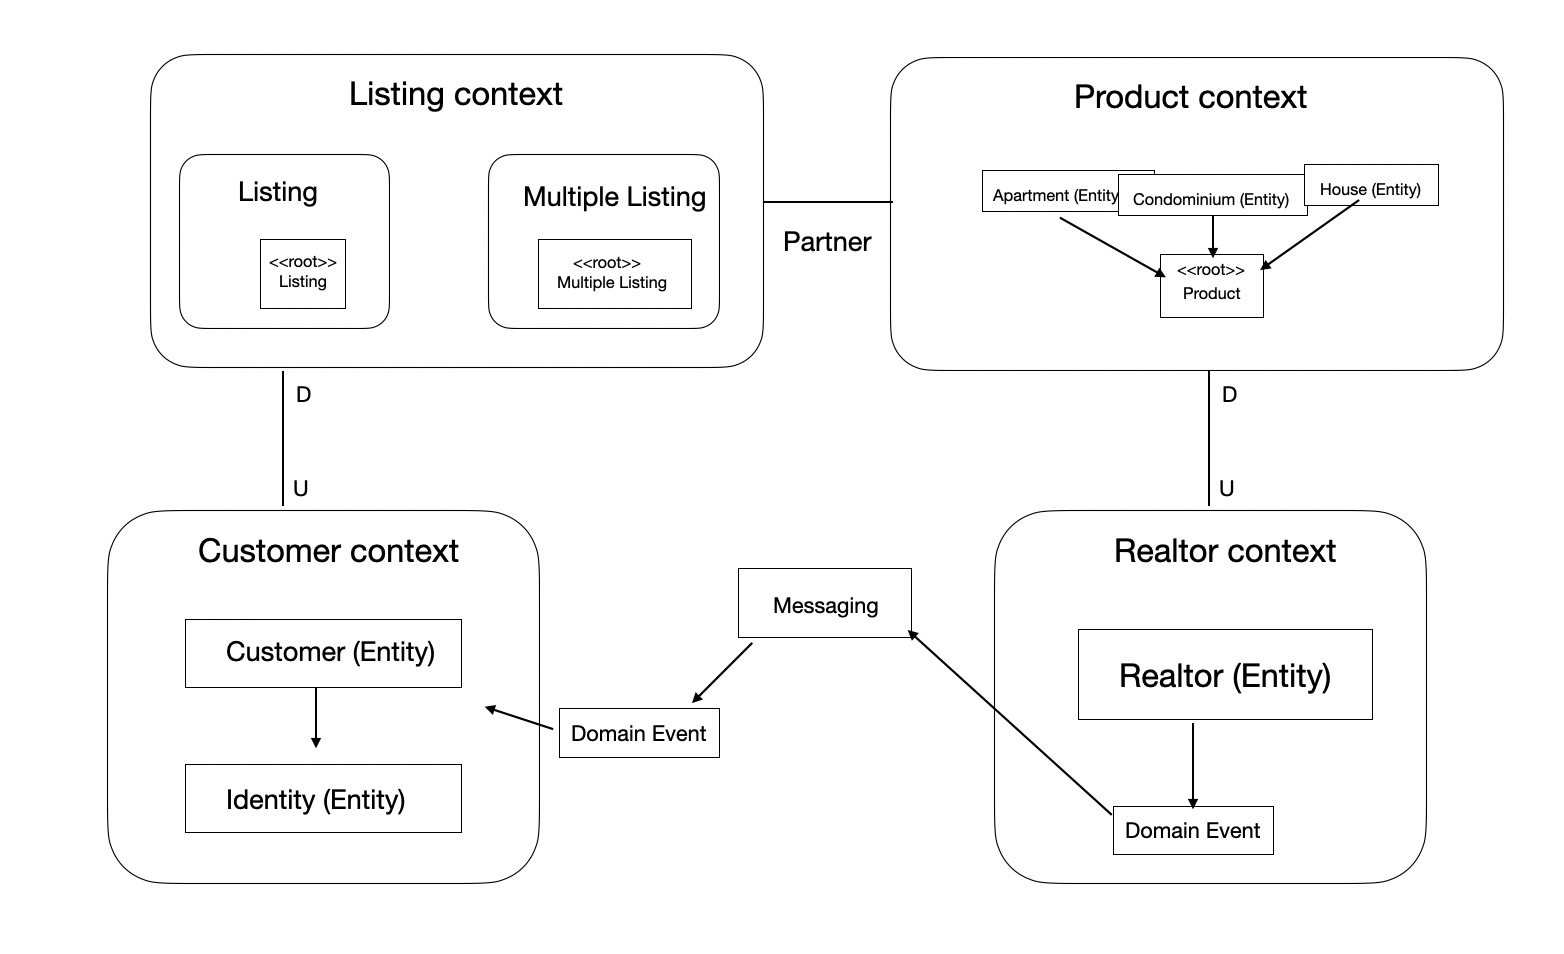 Listing context
Product context
Listing
Multiple Listing
<<root>>
Listing
<<root>>
Multiple Listing
Partner
Apartment (Entity
Condominium (Entity)
House (Entity)
<<root>>
Product
D
U
D
U
Customer context
Customer (Entity)
Identity (Entity)
Messaging
Domain Event
Realtor context
Realtor (Entity)
Domain Event